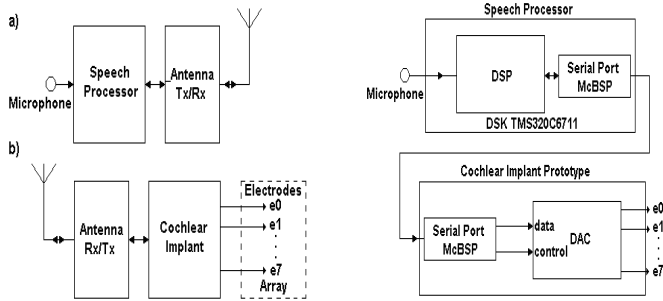 a)
Microphone
Speech
Processor
Antenna
Tx/Rx
b)
Antenna
Rx/Tx
Cochlear
Implant
Electrodes
e0
e1
e7
Array
Speech Processor
Microphone
DSP
Serial Port
McBSP
DSK TMS320C6711
Cochlear Implant Prototype
Serial Port
McBSP
data
control
DAC
e0
e1
e7